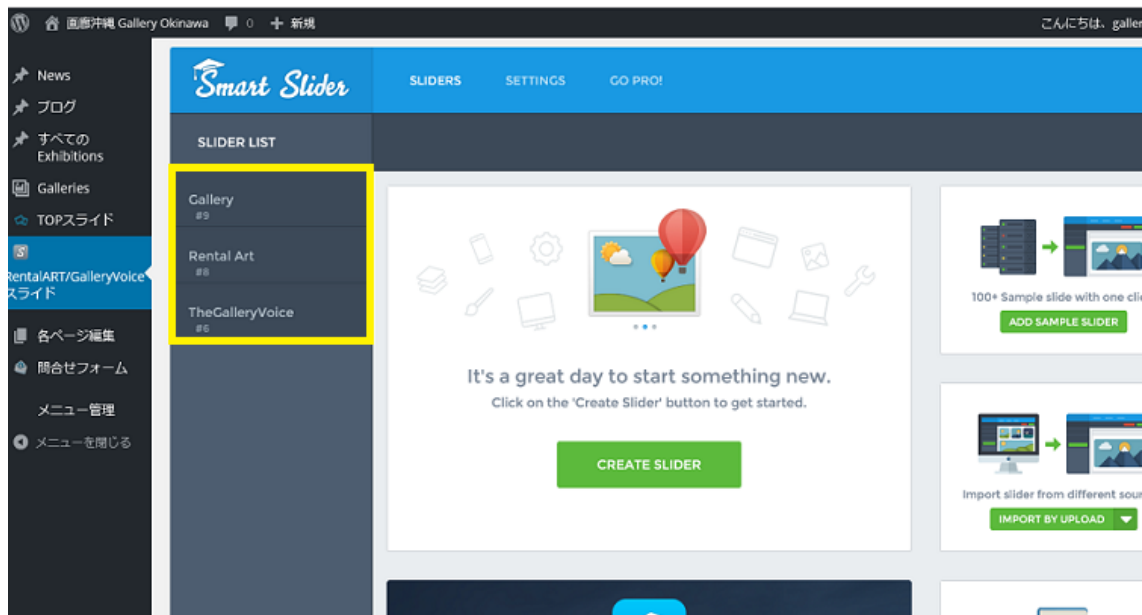 画廊沖縄 Gallery Okinawa 0 + 新規
こんにちは、galler
News
ブログ
すべての
Exhibitions
Galleries
TOPスライド
RentalART/GalleryVoice
スライド
各ページ編集
問合せフォーム
メニュー管理
メニューを閉じる
Smart Slider
SLIDERS SETTINGS GO PRO!
SLIDER LIST
Gallery
#9
Rental Art
#8
TheGalleryVoice
#6
It's a great day to start something new.
Click on the 'Create Slider' button to get started.
CREATE SLIDER
100+ Sample slide with one clic
ADD SAMPLE SLIDER
Import slider from different sour
IMPORT BY UPLOAD